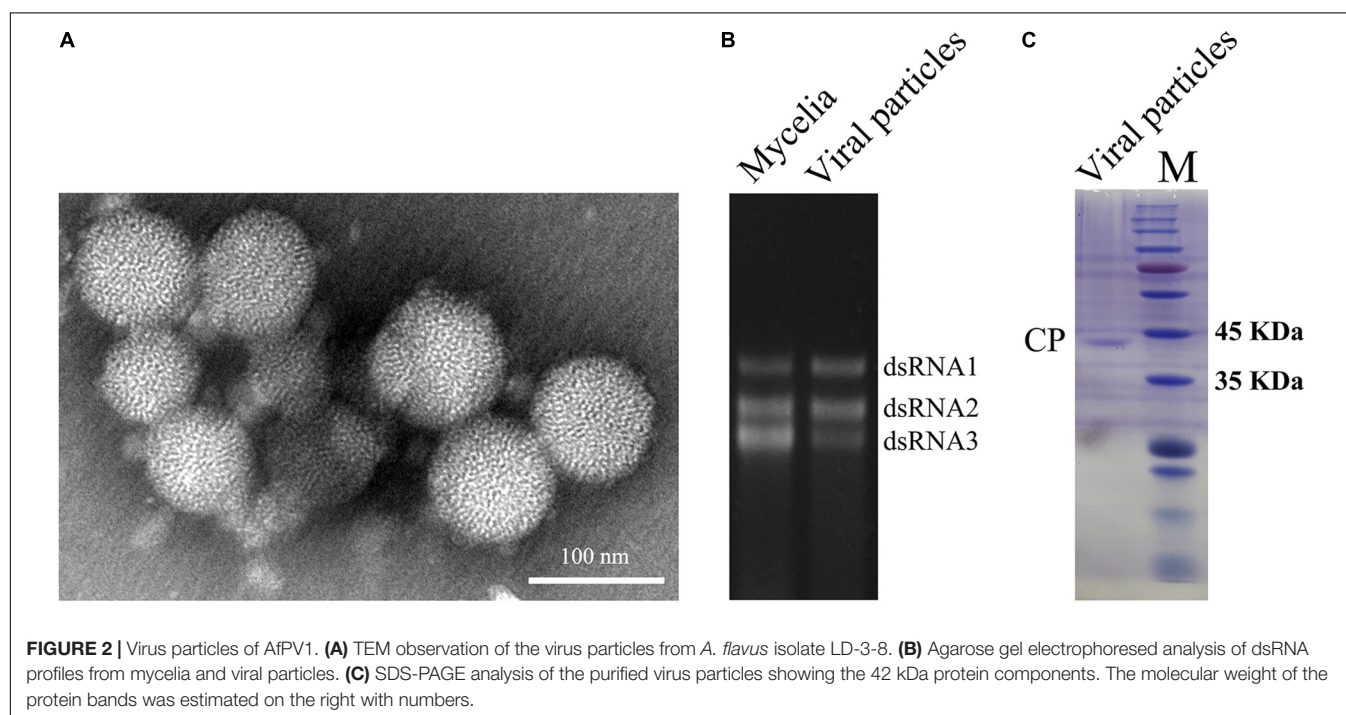 A
B
C
Mycelia
Viral particles
Viral particles
M
dsRNA1
dsRNA2
dsRNA3
CP
45 KDa
35 KDa
100 nm
FIGURE 2 | Virus particles of AfPV1. (A) TEM observation of the virus particles from A. flavus isolate LD-3-8. (B) Agarose gel electrophoresed analysis of dsRNA
profiles from mycelia and viral particles. (C) SDS-PAGE analysis of the purified virus particles showing the 42 kDa protein components. The molecular weight of the
protein bands was estimated on the right with numbers.